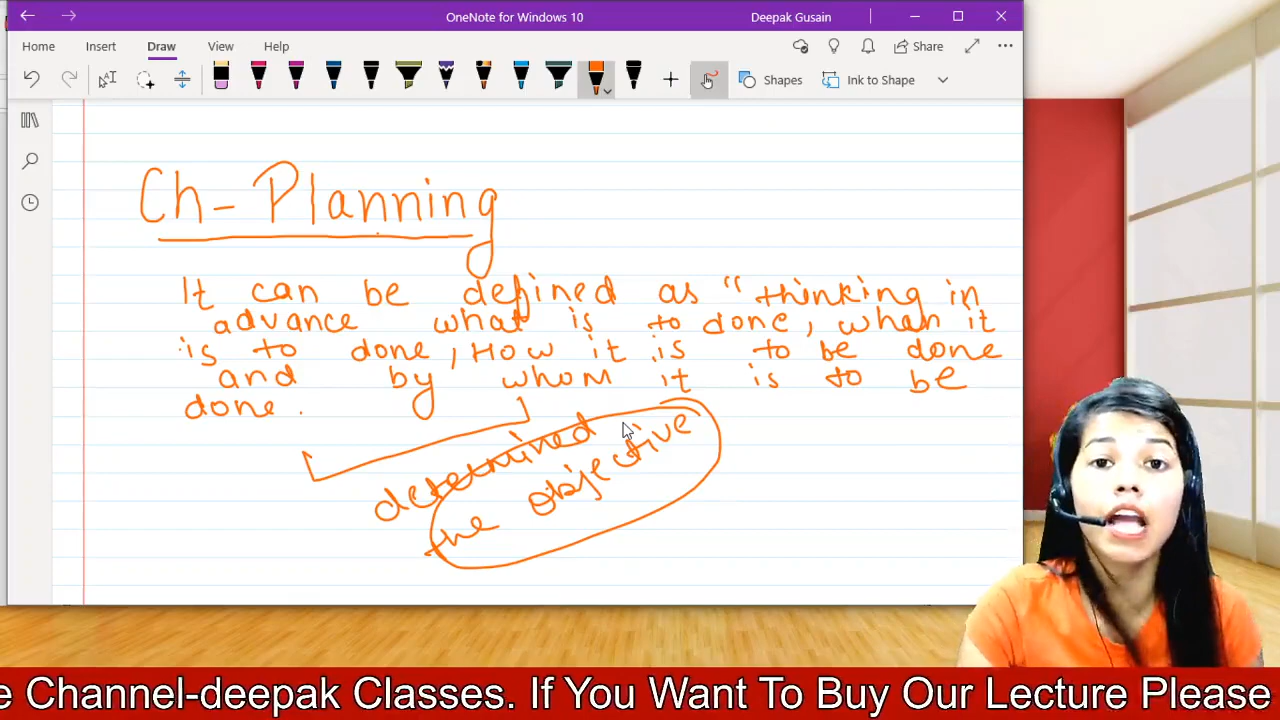 OneNote for Windows 10
Deepak Gusain
Home Insert Draw View Help
Share
Shapes Ink to Shape
Ch- Planning
It can be defined as "thinking in
advance what is to done, when it
is to done, How it is to be done
and by whom it is to be
done.
determined
the objective
e Channel-deepak Classes. If You Want To Buy Our Lecture Please